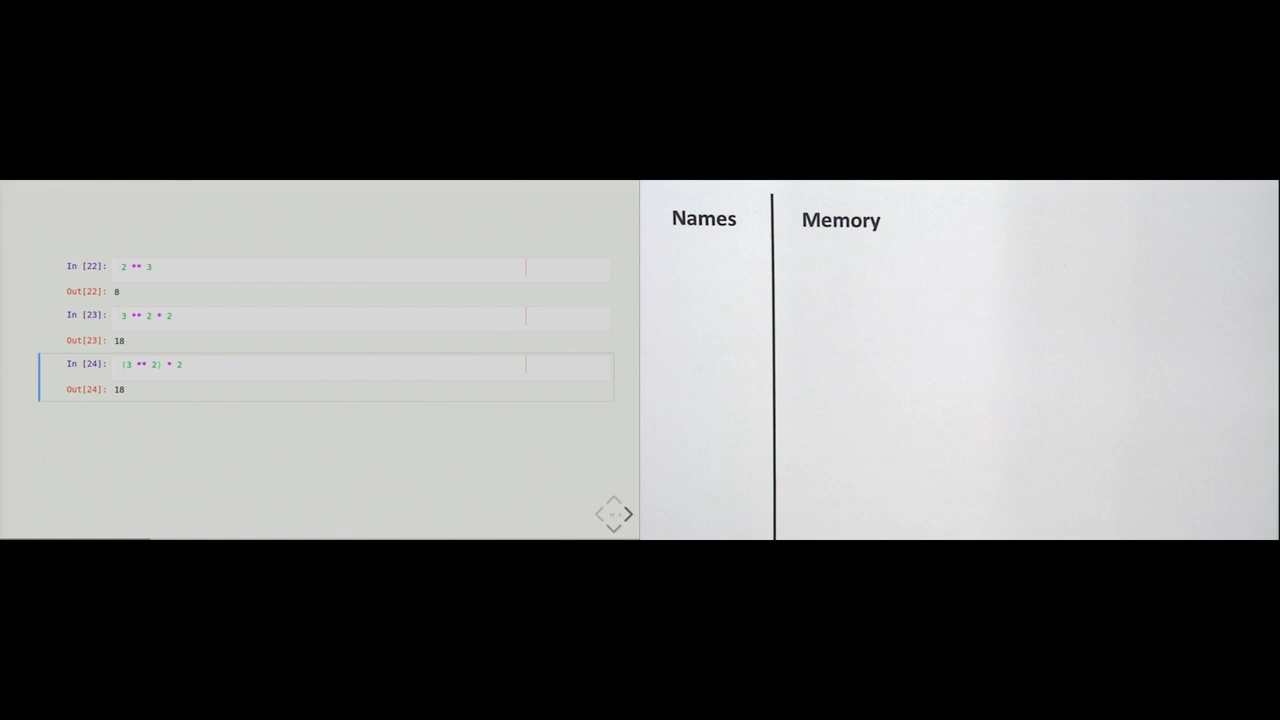 In [22]: 2 ** 3
Out[22]: 8
In [23]: 3 ** 2 * 2
Out[23]: 18
In [24]: (3 ** 2) * 2
Out[24]: 18
Names
Memory